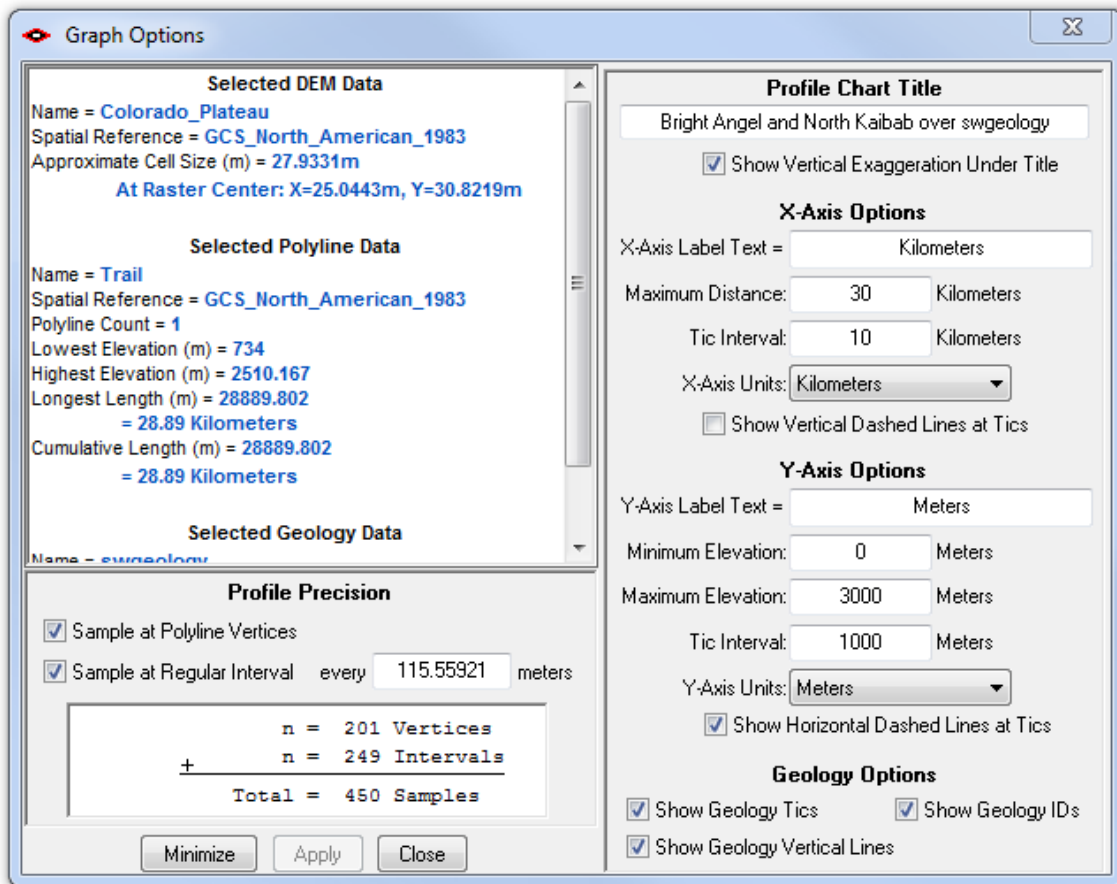 Graph Options
Selected DEM Data
Name = Colorado_Plateau
Spatial Reference = GCS_North_American_1983
Approximate Cell Size (m) = 27.9331m
At Raster Center: X=25.0443m, Y=30.8219m
Selected Polyline Data
Name = Trail
Spatial Reference = GCS_North_American_1983
Polyline Count = 1
Lowest Elevation (m) = 734
Highest Elevation (m) = 2510.167
Longest Length (m) = 28889.802
= 28.89 Kilometers
Cumulative Length (m) = 28889.802
= 28.89 Kilometers
Selected Geology Data
Name = swgeology
Profile Precision
Sample at Polyline Vertices
Sample at Regular Interval every 115.55921 meters
n = 201 Vertices
+ n = 249 Intervals
Total = 450 Samples
Minimize Apply Close
Profile Chart Title
Bright Angel and North Kaibab over swgeology
Show Vertical Exaggeration Under Title
X-Axis Options
X-Axis Label Text = Kilometers
Maximum Distance: 30 Kilometers
Tic Interval: 10 Kilometers
X-Axis Units: Kilometers
Show Vertical Dashed Lines at Tics
Y-Axis Options
Y-Axis Label Text = Meters
Minimum Elevation: 0 Meters
Maximum Elevation: 3000 Meters
Tic Interval: 1000 Meters
Y-Axis Units: Meters
Show Horizontal Dashed Lines at Tics
Geology Options
Show Geology Tics Show Geology IDs
Show Geology Vertical Lines